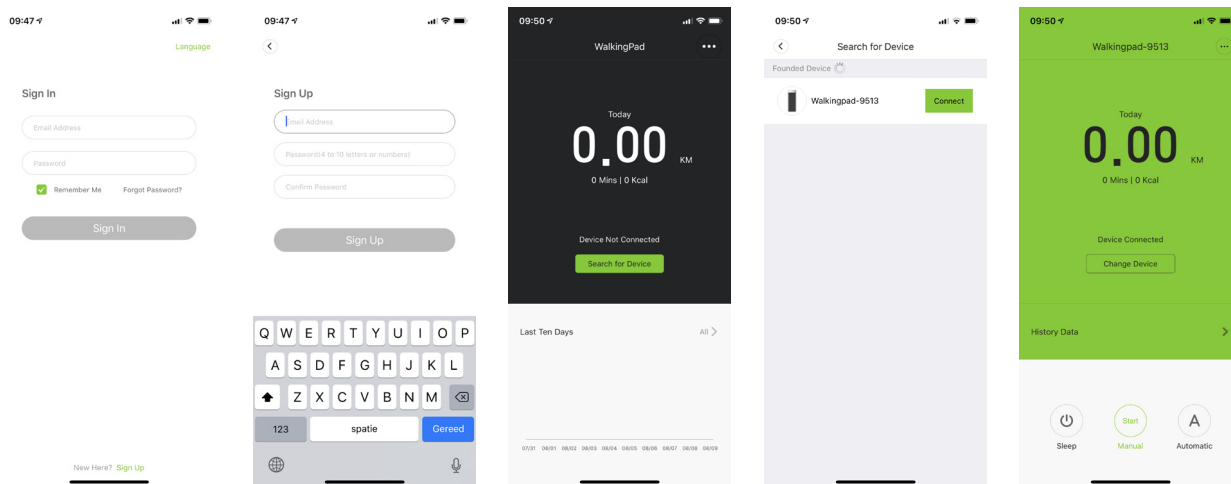 09:47
Language
Sign In
Email Address
Password
Remember Me
Forgot Password?
Sign In
New Here? Sign Up
09:47
Sign Up
Email Address
Password(4 to 10 letters or numbers)
Confirm Password
Sign Up
Q W E R T Y U I O P
A S D F G H J K L
Z X C V B N M
123 spatie Gereed
09:50
WalkingPad
Today
0.00 KM
0 Mins | 0 Kcal
Device Not Connected
Search for Device
Last Ten Days All
07/31 08/01 08/02 08/03 08/04 08/05 08/06 08/07 08/08 08/09
09:50
Search for Device
Founded Device
Walkingpad-9513 Connect
09:50
Walkingpad-9513
Today
0.00 KM
0 Mins | 0 Kcal
Device Connected
Change Device
History Data
Start A
Sleep Manual Automatic